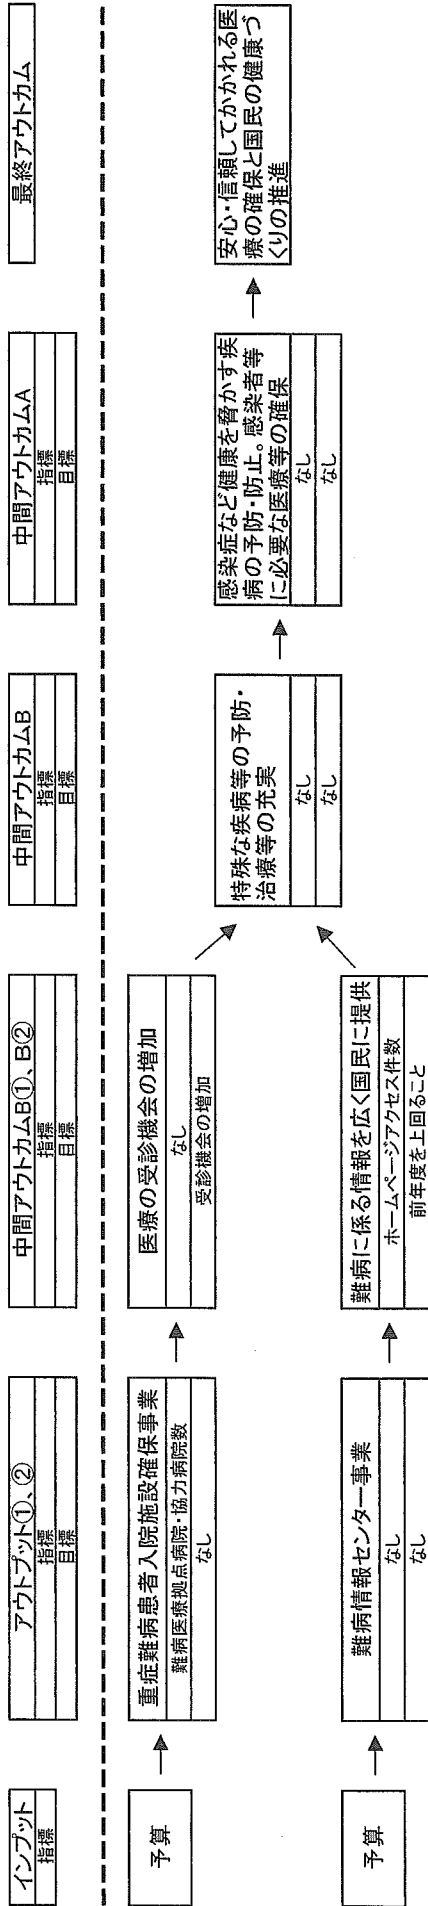 インプット
指標
アウトプット①、②
指標
目標
中間アウトカムB①、B②
指標
目標
中間アウトカムB
指標
目標
中間アウトカムA
指標
目標
最終アウトカム
予算
重症難病患者入院施設確保事業
難病医療拠点病院・協力病院数
なし
医療の受診機会の増加
なし
受診機会の増加
予算
難病情報センター事業
なし
なし
難病に係る情報を広く国民に提供
ホームページアクセス件数
前年度を上回ること
特殊な疾病等の予防・
治療等の充実
なし
なし
感染症など健康を脅かす疾
病の予防・防止。感染者等
に必要な医療等の確保
なし
なし
安心・信頼してかかれる医
療の確保と国民の健康づ
くりの推進